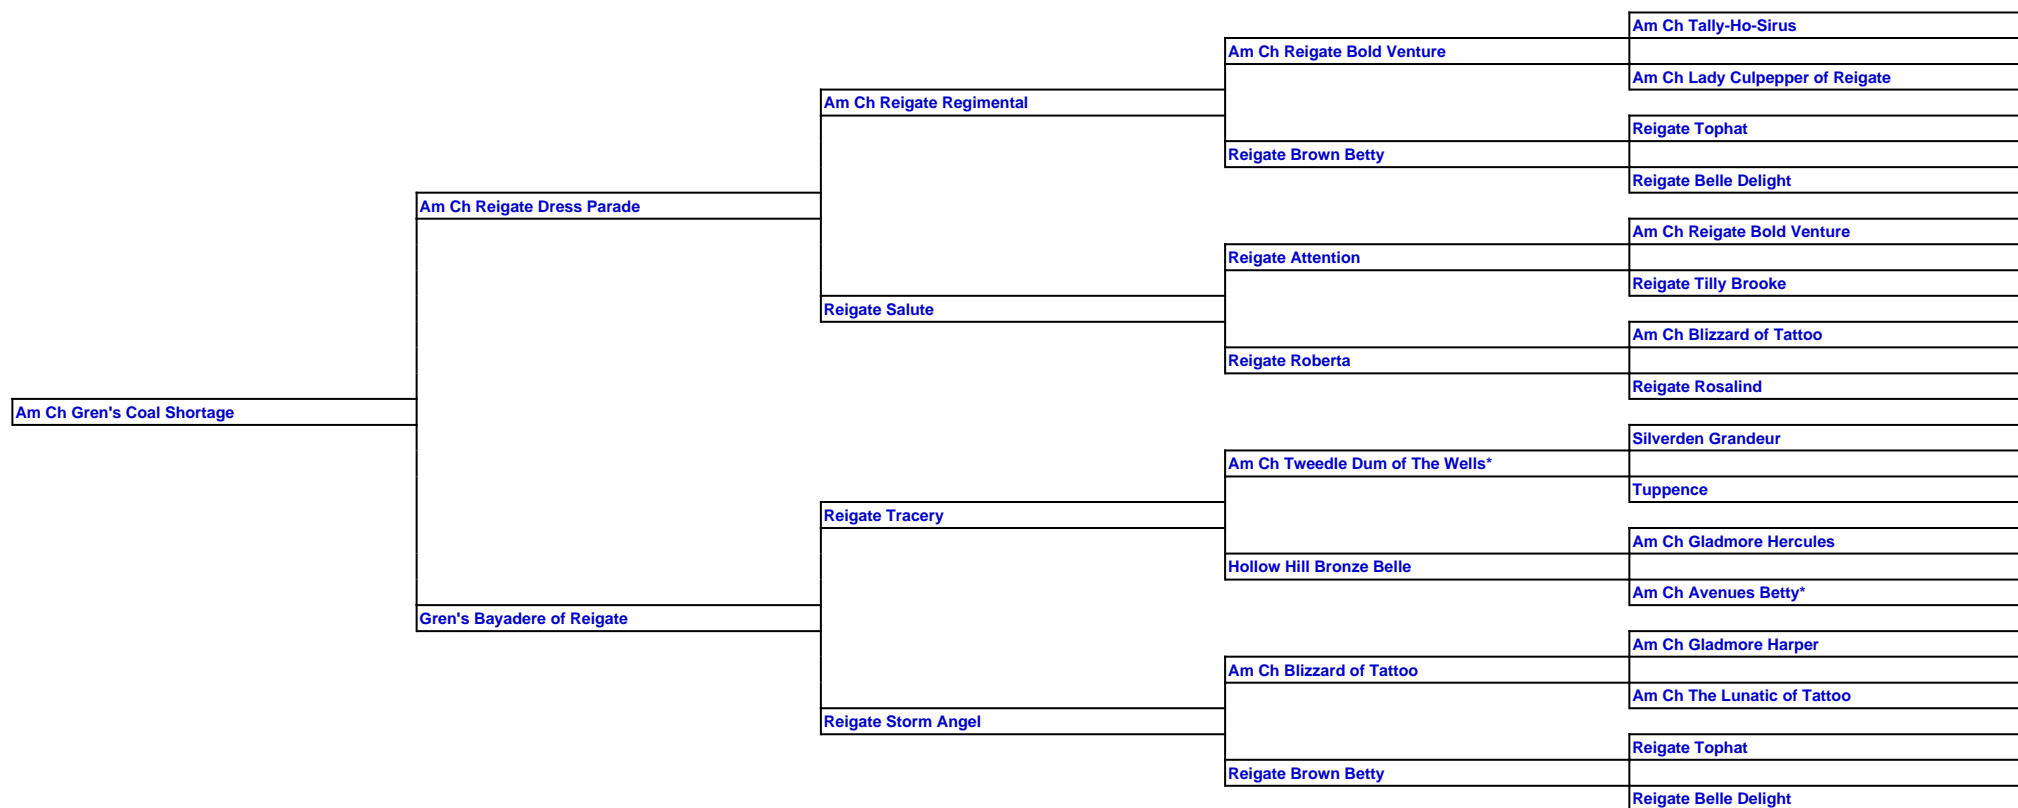 Am Ch Tally-Ho-Sirus
Am Ch Reigate Bold Venture
Am Ch Lady Culpepper of Reigate
Am Ch Reigate Regimental
Reigate Tophat
Reigate Brown Betty
Reigate Belle Delight
Am Ch Reigate Dress Parade
Am Ch Reigate Bold Venture
Reigate Attention
Reigate Tilly Brooke
Reigate Salute
Am Ch Blizzard of Tattoo
Reigate Roberta
Reigate Rosalind
Am Ch Gren's Coal Shortage
Silverden Grandeur
Am Ch Tweedle Dum of The Wells*
Tuppence
Reigate Tracery
Am Ch Gladmore Hercules
Hollow Hill Bronze Belle
Am Ch Avenues Betty*
Gren's Bayadere of Reigate
Am Ch Gladmore Harper
Am Ch Blizzard of Tattoo
Am Ch The Lunatic of Tattoo
Reigate Storm Angel
Reigate Tophat
Reigate Brown Betty
Reigate Belle Delight